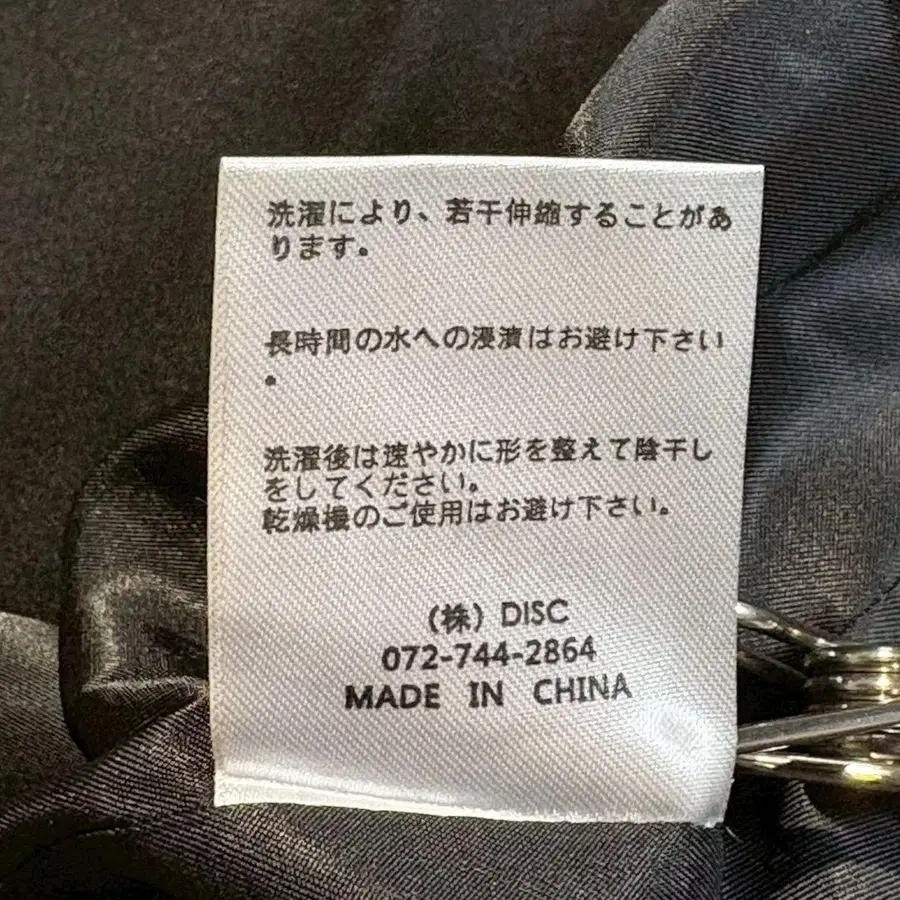 洗濯により、若干伸縮することがあ
ります。
長時間の水への浸漬はお避け下さい
。
洗濯後は速やかに形を整えて陰干し
をしてください。
乾燥機のご使用はお避け下さい。
(株) DISC
072-744-2864
MADE IN CHINA